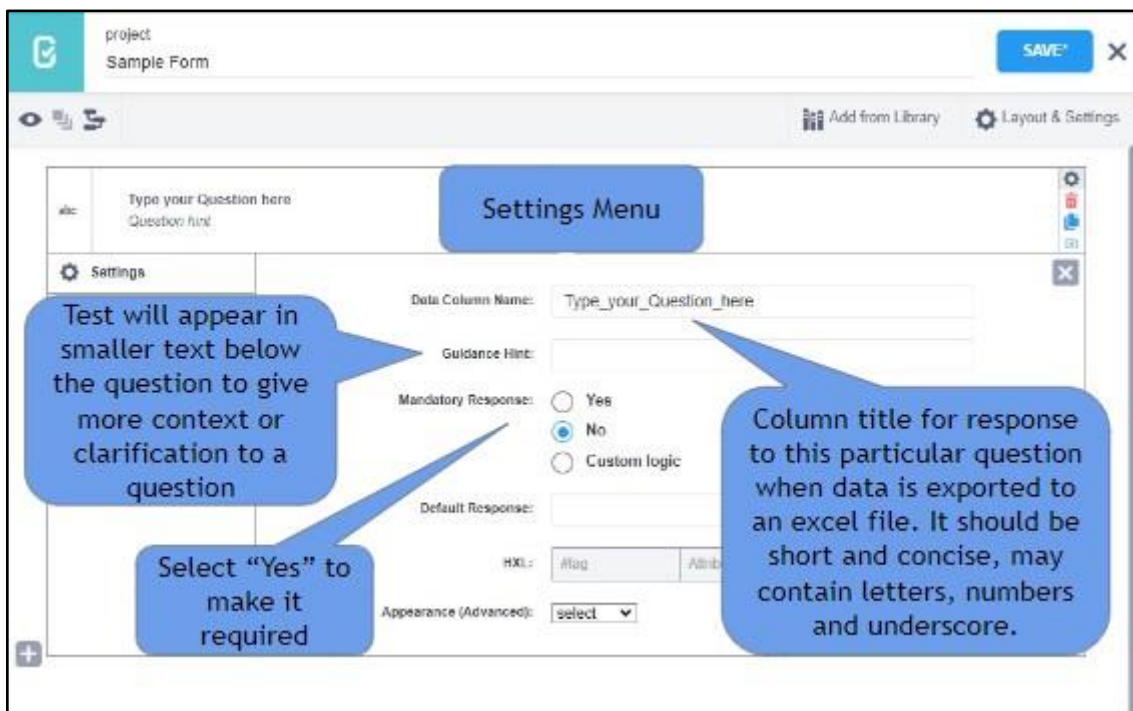 project
Sample Form
SAVE*
Add from Library
Layout & Settings
abc
Type your Question here
Question hint
Settings Menu
Settings
Data Column Name:
Type_your_Question_here
Guidance Hint:
Mandatory Response:
Yes
No
Custom logic
Default Response:
HXL:
#tag
Attrib
Appearance (Advanced):
select
Test will appear in
smaller text below
the question to give
more context or
clarification to a
question
Select “Yes” to
make it
required
Column title for response
to this particular question
when data is exported to
an excel file. It should be
short and concise, may
contain letters, numbers
and underscore.